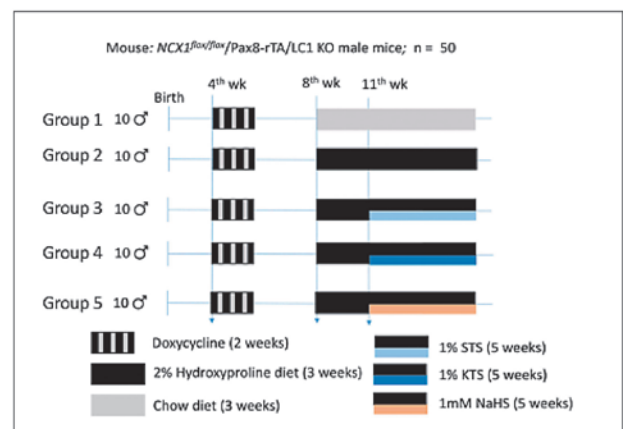 Mouse: NCX1flox/flox/Pax8-rTA/LC1 KO male mice; n = 50
4th wk 8th wk 11th wk
Birth
Group 1 10 ♂
Group 2 10 ♂
Group 3 10 ♂
Group 4 10 ♂
Group 5 10 ♂
Doxycycline (2 weeks) 1% STS (5 weeks)
2% Hydroxyproline diet (3 weeks) 1% KTS (5 weeks)
Chow diet (3 weeks) 1mM NaHS (5 weeks)